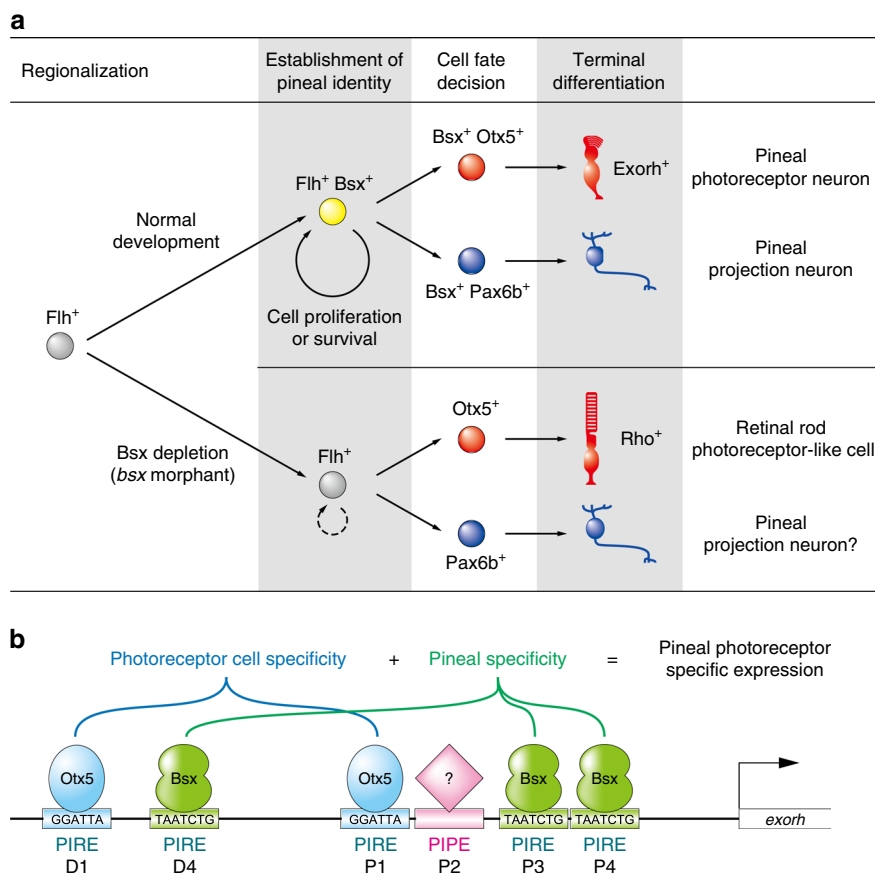 a
Regionalization
Establishment of
pineal identity
Cell fate
decision
Terminal
differentiation
Bsx⁺ Otx5⁺
Exorh⁺
Pineal
photoreceptor neuron
Flh⁺ Bsx⁺
Normal
development
Pineal
projection neuron
Bsx⁺ Pax6b⁺
Cell proliferation
or survival
Flh⁺
Otx5⁺
Rho⁺
Retinal rod
photoreceptor-like cell
Bsx depletion
(bsx morphant)
Flh⁺
Pineal
projection neuron?
Pax6b⁺
b
Photoreceptor cell specificity + Pineal specificity = Pineal photoreceptor
specific expression
Otx5 Bsx Otx5 ? Bsx Bsx
GGATTA TAATCTG GGATTA TAATCTG TAATCTG exorh
PIRE PIRE PIRE PIPE PIRE PIRE
D1 D4 P1 P2 P3 P4